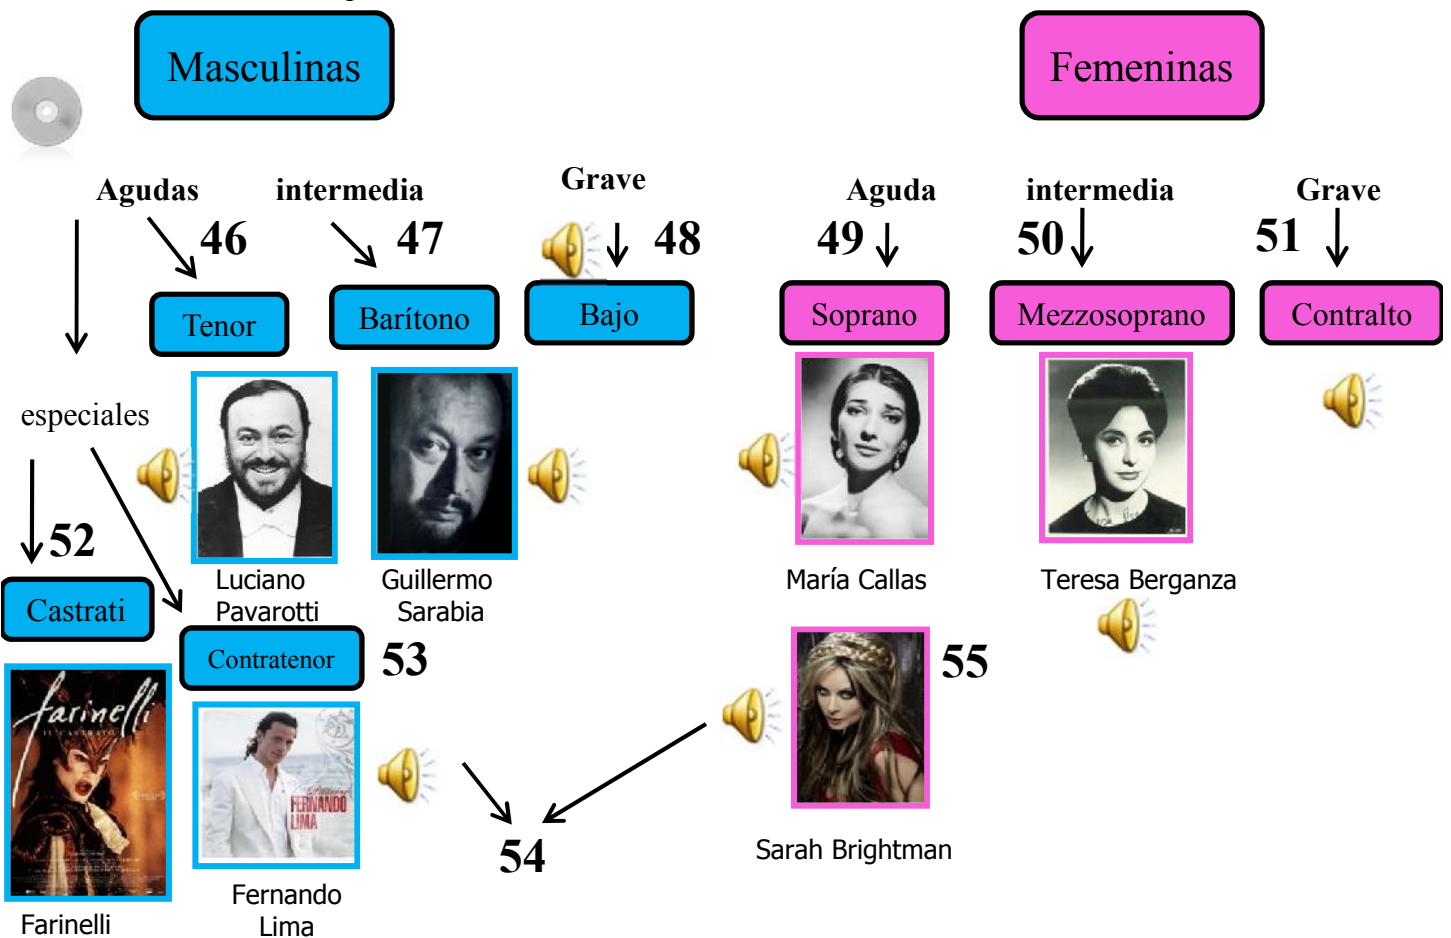 Masculinas
Femeninas
Agudas
intermedia
Grave
Aguda
intermedia
Grave
46
47
48
49
50
51
Tenor
Barítono
Bajo
Soprano
Mezzosoprano
Contralto
especiales
52
Castrati
Luciano
Pavarotti
Guillermo
Sarabia
María Callas
Teresa Berganza
Contratenor
53
55
farinelli
IL CASTRATO
FERNANDO
LIMA
54
Sarah Brightman
Fernando
Lima
Farinelli